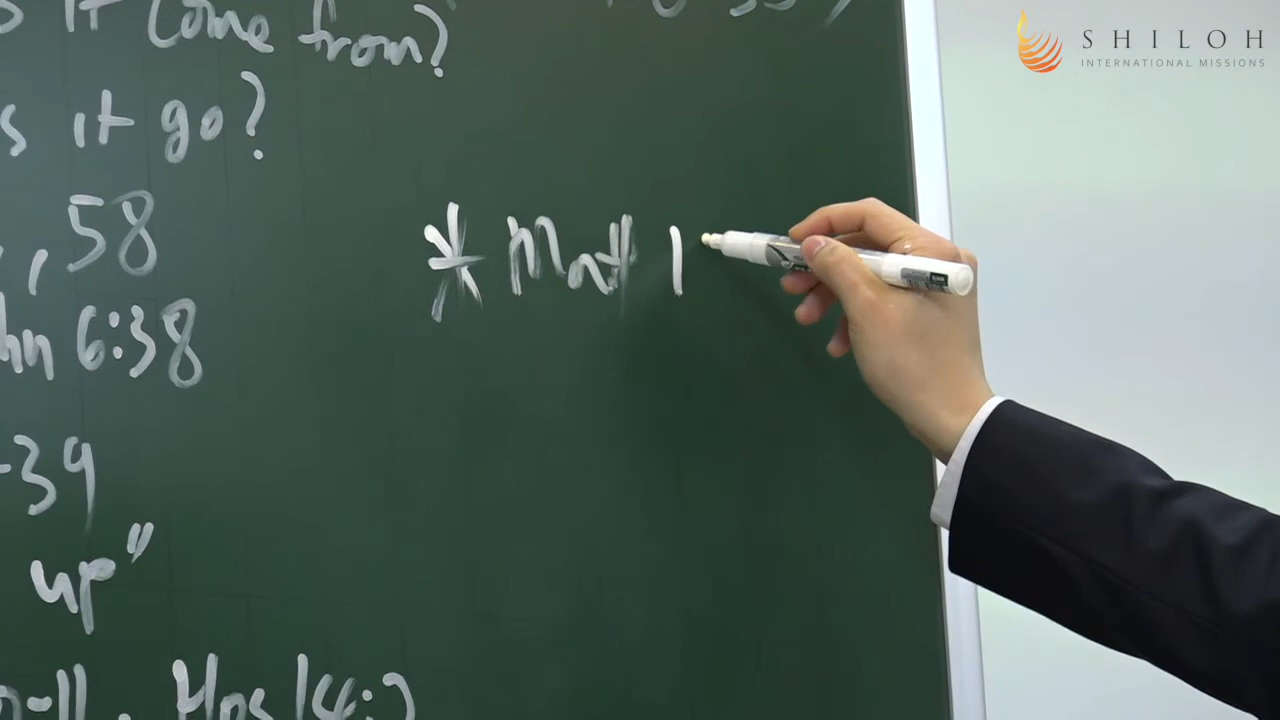 SHILOH
INTERNATIONAL MISSIONS
it come from?
s it go?
, 58
* Matt 1
hn 6:38
-39
up"
-11, Hos 14:2